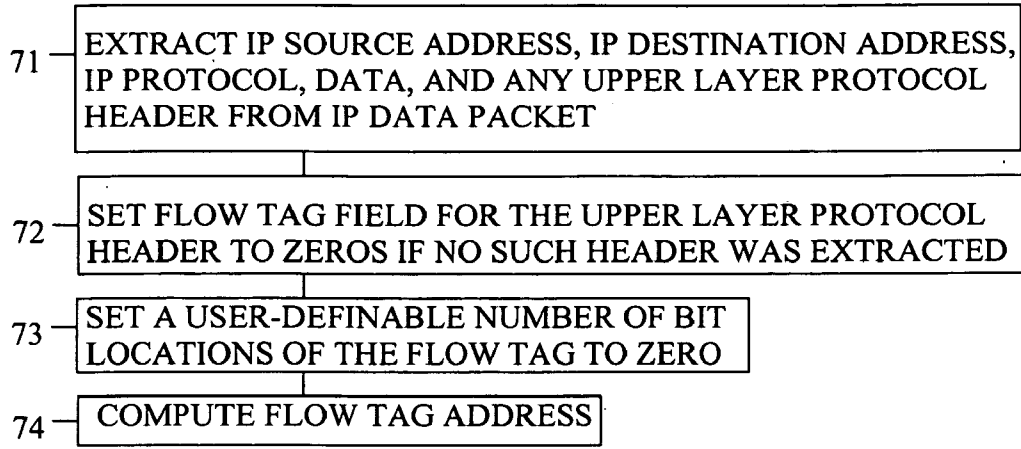 71 EXTRACT IP SOURCE ADDRESS, IP DESTINATION ADDRESS,
IP PROTOCOL, DATA, AND ANY UPPER LAYER PROTOCOL
HEADER FROM IP DATA PACKET
72 SET FLOW TAG FIELD FOR THE UPPER LAYER PROTOCOL
HEADER TO ZEROS IF NO SUCH HEADER WAS EXTRACTED
73 SET A USER-DEFINABLE NUMBER OF BIT
LOCATIONS OF THE FLOW TAG TO ZERO
74 COMPUTE FLOW TAG ADDRESS